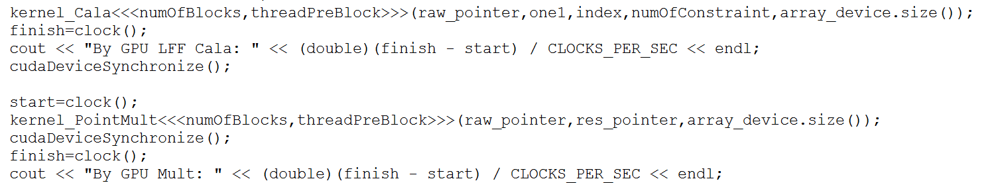 kernel_Cala<<<numOfBlocks,threadPreBlock>>>(raw_pointer,one1,index,numOfConstraint,array_device.size());
finish=clock();
cout << "By GPU LFF Cala: " << (double)(finish - start) / CLOCKS_PER_SEC << endl;
cudaDeviceSynchronize();
start=clock();
kernel_PointMult<<<numOfBlocks,threadPreBlock>>>(raw_pointer,res_pointer,array_device.size());
cudaDeviceSynchronize();
finish=clock();
cout << "By GPU Mult: " << (double)(finish - start) / CLOCKS_PER_SEC << endl;